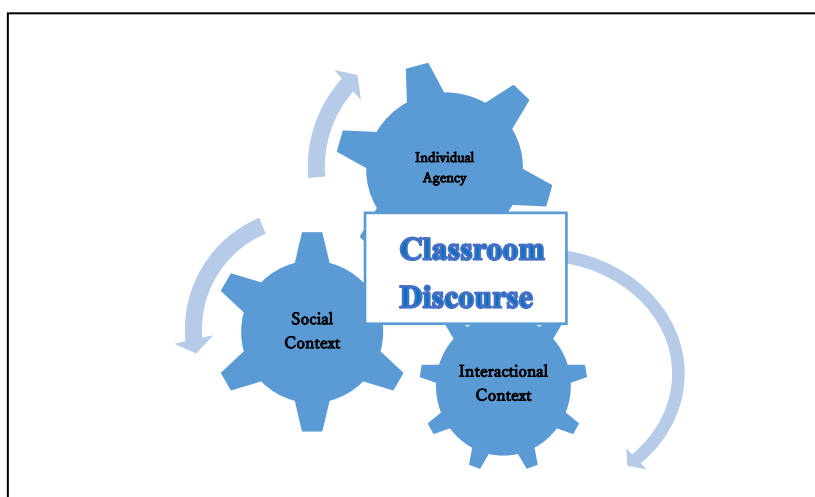 Individual
Agency
Classroom
Discourse
Social
Context
Interactional
Context